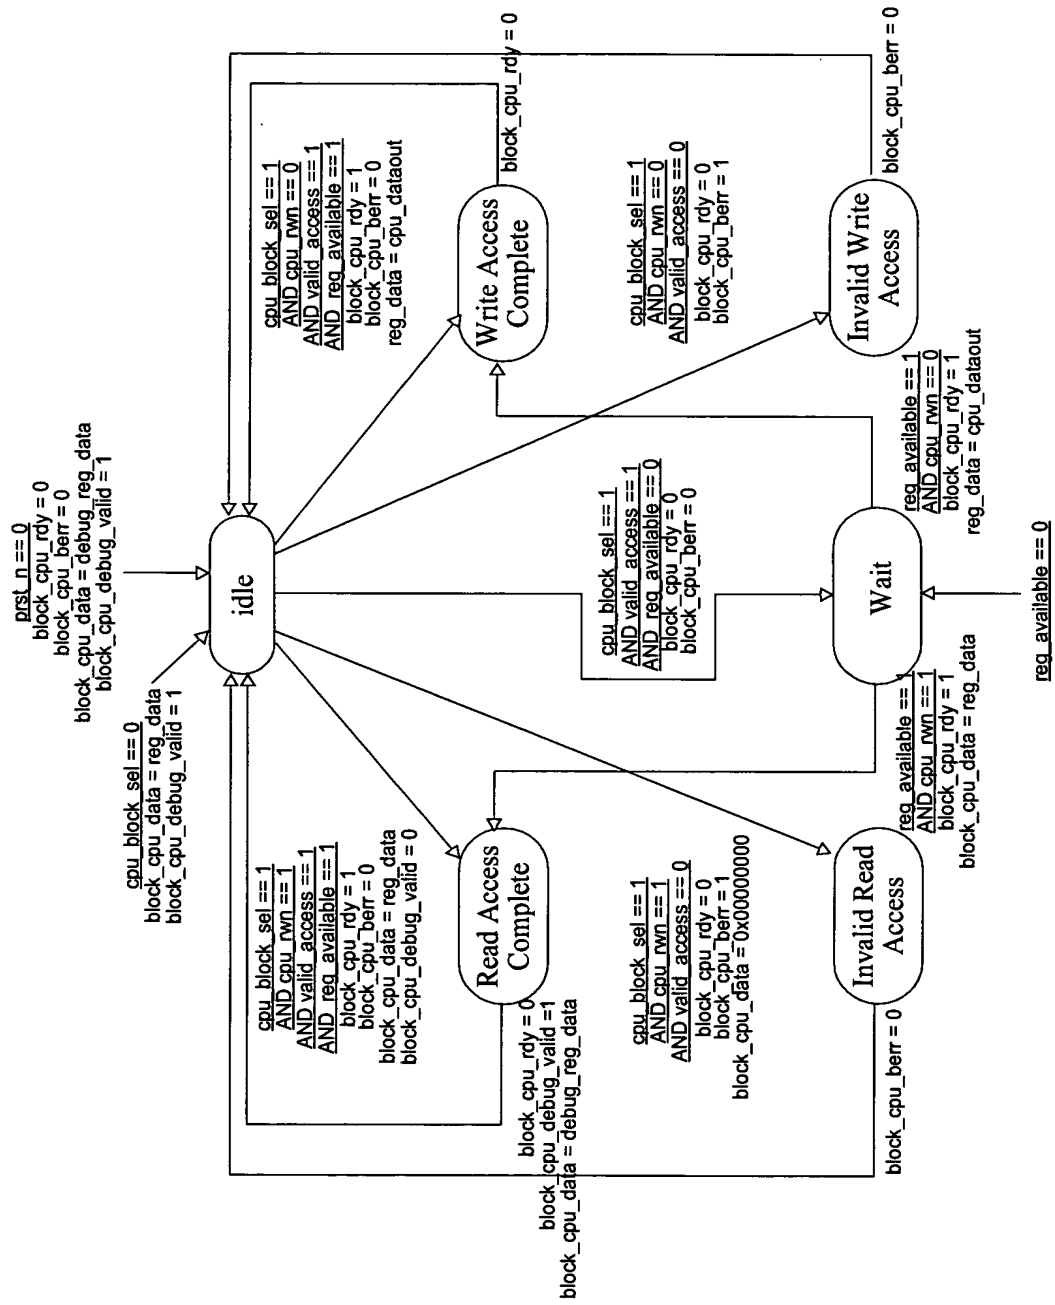 prst_n == 0
block_cpu_rdy = 0
block_cpu_berr = 0
block_cpu_data = debug_reg_data
block_cpu_debug_valid = 1
cpu_block_sel == 0
block_cpu_data = reg_data
block_cpu_debug_valid = 1
idle
cpu_block_sel == 1
AND cpu_rwn == 1
AND valid_access == 1
AND reg_available == 1
block_cpu_rdy = 1
block_cpu_berr = 0
block_cpu_data = reg_data
block_cpu_debug_valid = 0
cpu_block_sel == 1
AND cpu_rwn == 0
AND valid_access == 1
AND reg_available == 1
block_cpu_rdy = 1
block_cpu_berr = 0
reg_data = cpu_dataout
Read Access
Complete
Write Access
Complete
block_cpu_rdy = 0
block_cpu_debug_valid =1
block_cpu_data = debug_reg_data
block_cpu_rdy = 0
cpu_block_sel == 1
AND cpu_rwn == 1
AND valid_access == 0
block_cpu_rdy = 0
block_cpu_berr = 1
block_cpu_data = 0x00000000
cpu_block_sel == 1
AND valid access == 1
AND reg_available == 0
block_cpu_rdy = 0
block_cpu_berr = 0
cpu_block_sel == 1
AND cpu_rwn == 0
AND valid_access == 0
block_cpu_rdy = 0
block_cpu_berr = 1
Invalid Read
Access
Wait
Invalid Write
Access
block_cpu_berr = 0
reg_available == 1
AND cpu_rwn == 1
block_cpu_rdy = 1
block_cpu_data = reg_data
reg_available == 1
AND cpu_rwn == 0
block_cpu_rdy = 1
reg_data = cpu_dataout
block_cpu_berr = 0
reg_available == 0